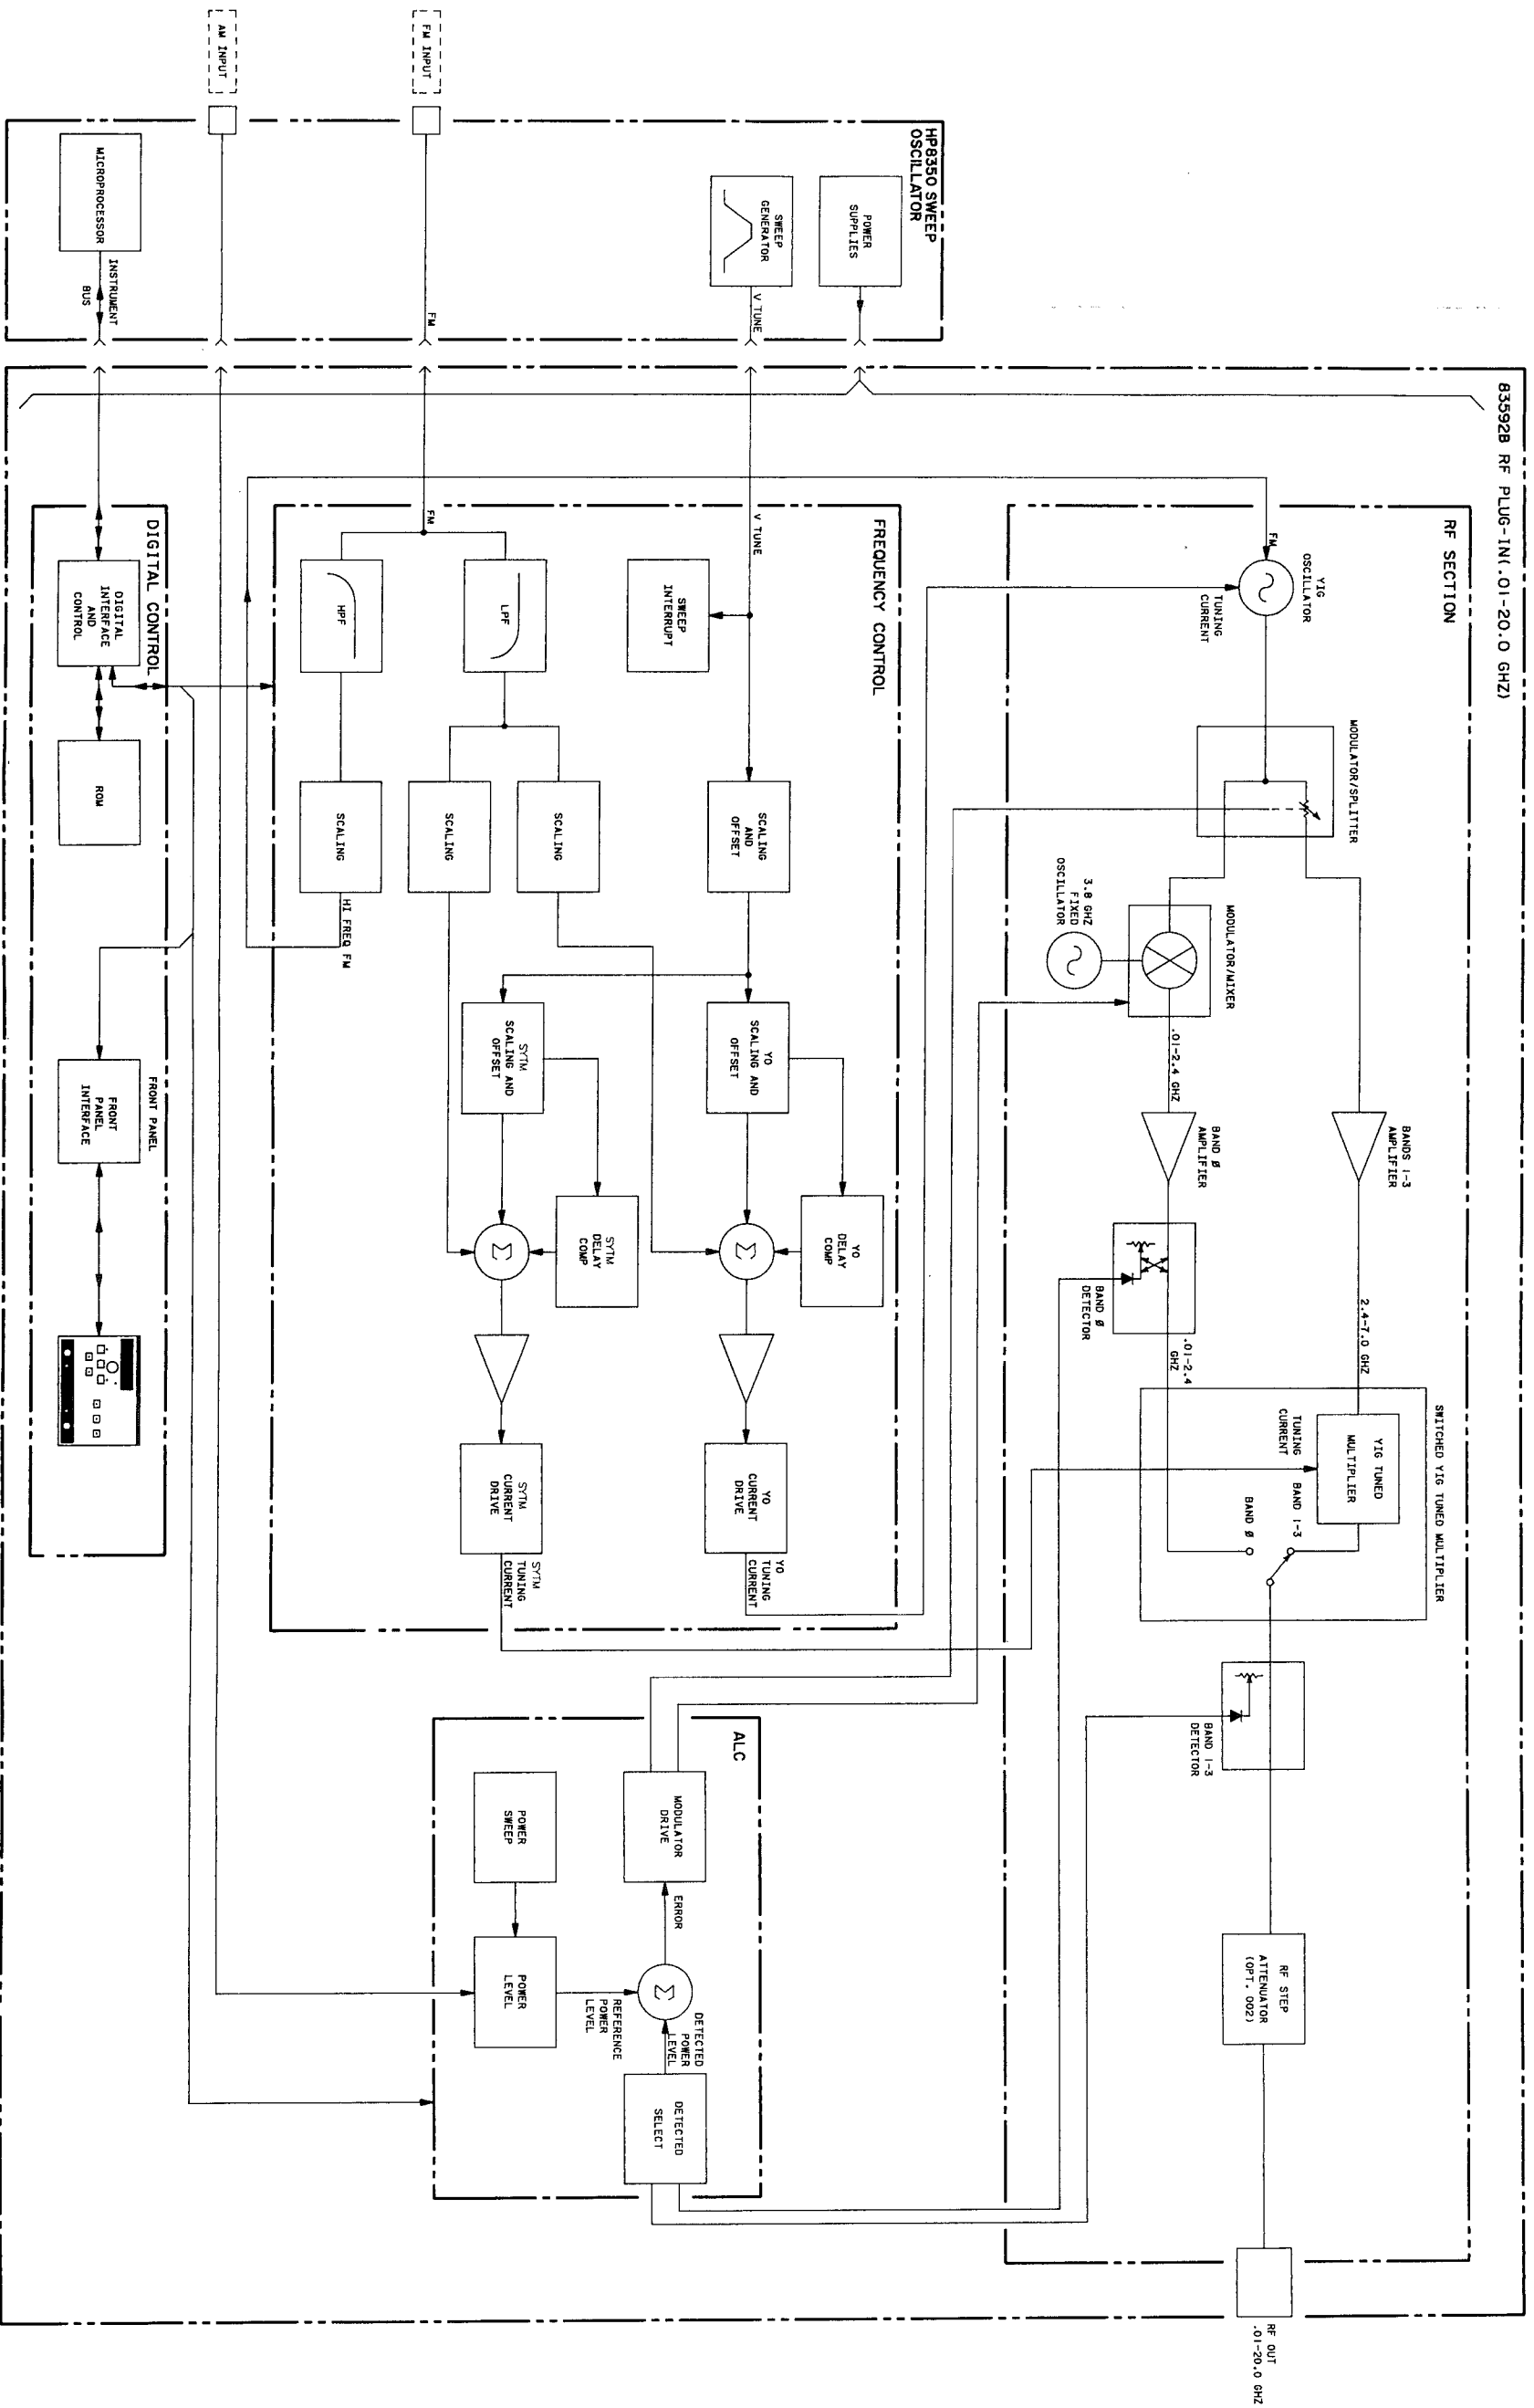 83592B RF PLUG-IN(.01-20.0 GHZ)
HP8350 SWEEP
OSCILLATOR
POWER
SUPPLIES
SWEEP
GENERATOR
V TUNE
FM INPUT
FM
AM INPUT
MICROPROCESSOR
INSTRUMENT
BUS
RF SECTION
YIG
OSCILLATOR
FM
TUNING
CURRENT
MODULATOR/SPLITTER
MODULATOR/MIXER
3.8 GHZ
FIXED
OSCILLATOR
.01-2.4 GHZ
BANDS 1-3
AMPLIFIER
BAND Ø
AMPLIFIER
2.4-7.0 GHZ
BAND Ø
DETECTOR
.01-2.4
GHZ
SWITCHED YIG TUNED MULTIPLIER
YIG TUNED
MULTIPLIER
TUNING
CURRENT
BAND 1-3
BAND Ø
BAND 1-3
DETECTOR
RF STEP
ATTENUATOR
(OPT. 002)
RF OUT
.01-20.0 GHZ
FREQUENCY CONTROL
V TUNE
SWEEP
INTERRUPT
SCALING
AND
OFFSET
FM
LPF
HPF
SCALING
SCALING
SCALING
HI FREQ FM
YO
SCALING AND
OFFSET
SYTM
SCALING AND
OFFSET
YO
DELAY
COMP
SYTM
DELAY
COMP
Σ
Σ
YO
CURRENT
DRIVE
SYTM
CURRENT
DRIVE
YO
TUNING
CURRENT
SYTM
TUNING
CURRENT
ALC
MODULATOR
DRIVE
ERROR
Σ
DETECTED
POWER
LEVEL
DETECTED
SELECT
POWER
SWEEP
POWER
LEVEL
REFERENCE
POWER
LEVEL
DIGITAL CONTROL
DIGITAL
INTERFACE
AND
CONTROL
ROM
FRONT PANEL
FRONT
PANEL
INTERFACE